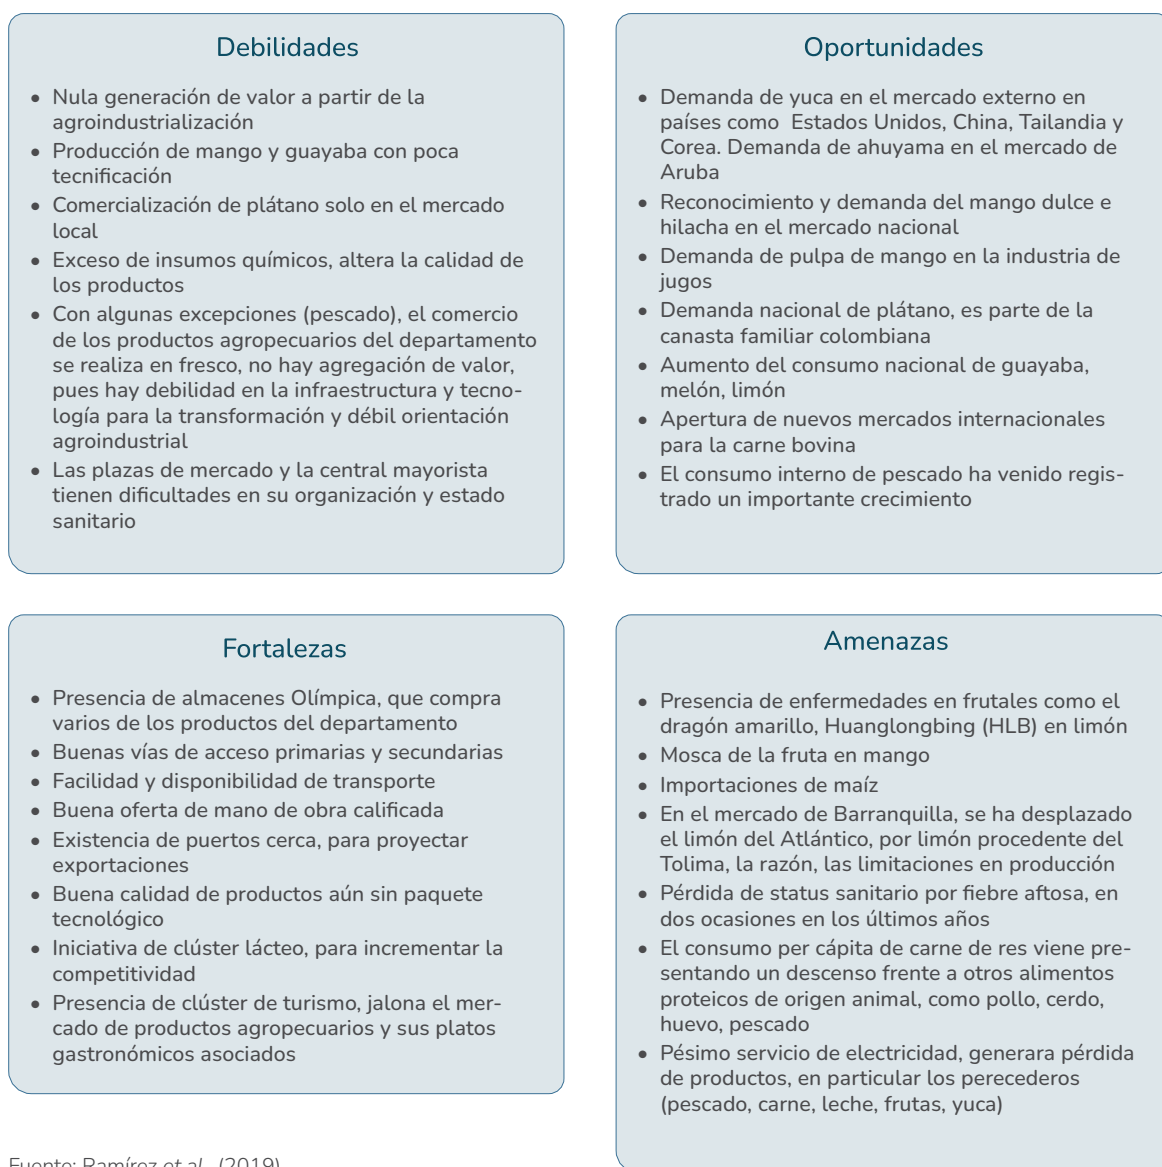 Debilidades
• Nula generación de valor a partir de la
agroindustrialización
• Producción de mango y guayaba con poca
tecnificación
• Comercialización de plátano solo en el mercado
local
• Exceso de insumos químicos, altera la calidad de
los productos
• Con algunas excepciones (pescado), el comercio
de los productos agropecuarios del departamento
se realiza en fresco, no hay agregación de valor,
pues hay debilidad en la infraestructura y tecno-
logía para la transformación y débil orientación
agroindustrial
• Las plazas de mercado y la central mayorista
tienen dificultades en su organización y estado
sanitario
Oportunidades
• Demanda de yuca en el mercado externo en
países como Estados Unidos, China, Tailandia y
Corea. Demanda de ahuyama en el mercado de
Aruba
• Reconocimiento y demanda del mango dulce e
hilacha en el mercado nacional
• Demanda de pulpa de mango en la industria de
jugos
• Demanda nacional de plátano, es parte de la
canasta familiar colombiana
• Aumento del consumo nacional de guayaba,
melón, limón
• Apertura de nuevos mercados internacionales
para la carne bovina
• El consumo interno de pescado ha venido regis-
trado un importante crecimiento
Fortalezas
• Presencia de almacenes Olímpica, que compra
varios de los productos del departamento
• Buenas vías de acceso primarias y secundarias
• Facilidad y disponibilidad de transporte
• Buena oferta de mano de obra calificada
• Existencia de puertos cerca, para proyectar
exportaciones
• Buena calidad de productos aún sin paquete
tecnológico
• Iniciativa de clúster lácteo, para incrementar la
competitividad
• Presencia de clúster de turismo, jalona el mer-
cado de productos agropecuarios y sus platos
gastronómicos asociados
Amenazas
• Presencia de enfermedades en frutales como el
dragón amarillo, Huanglongbing (HLB) en limón
• Mosca de la fruta en mango
• Importaciones de maíz
• En el mercado de Barranquilla, se ha desplazado
el limón del Atlántico, por limón procedente del
Tolima, la razón, las limitaciones en producción
• Pérdida de status sanitario por fiebre aftosa, en
dos ocasiones en los últimos años
• El consumo per cápita de carne de res viene pre-
sentando un descenso frente a otros alimentos
proteicos de origen animal, como pollo, cerdo,
huevo, pescado
• Pésimo servicio de electricidad, generara pérdida
de productos, en particular los perecederos
(pescado, carne, leche, frutas, yuca)
Fuente: Ramírez et al., (2019)